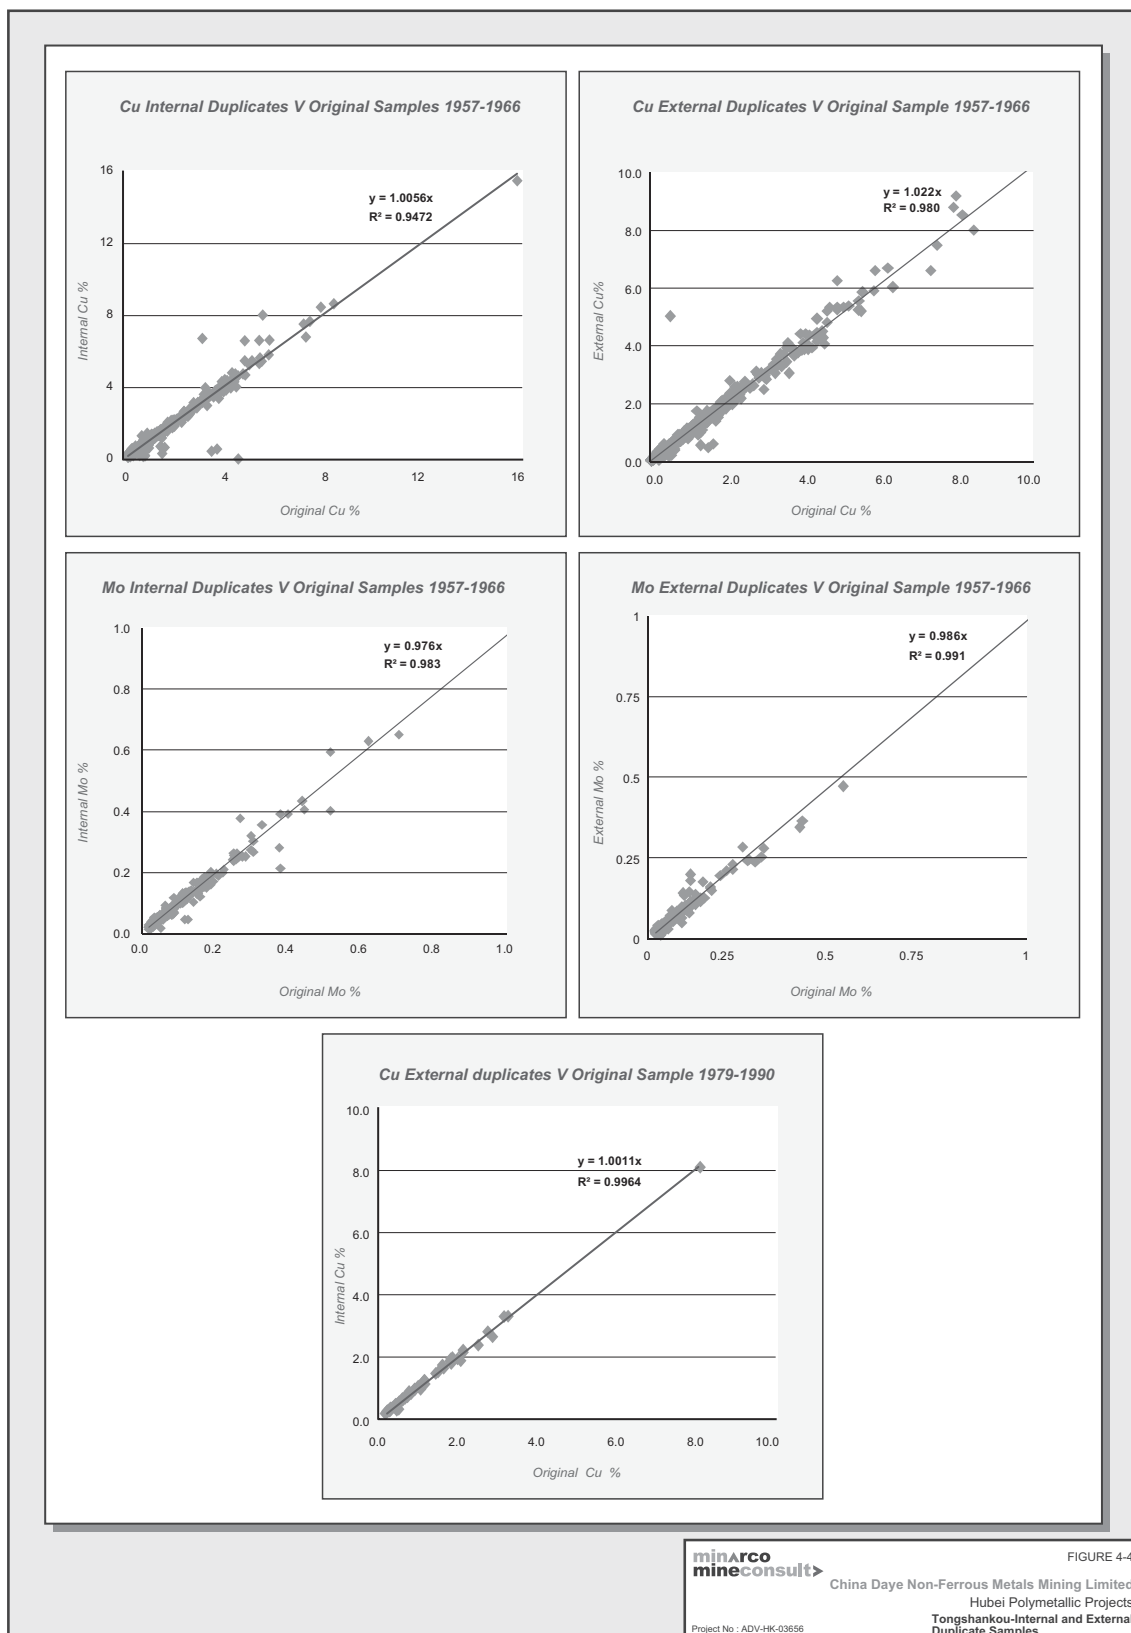 Cu Internal Duplicates V Original Samples 1957-1966
16
12
8
4
0
y = 1.0056x
R² = 0.9472
Internal Cu %
0 4 8 12 16
Original Cu %
Cu External Duplicates V Original Sample 1957-1966
10.0
8.0
6.0
4.0
2.0
0.0
y = 1.022x
R² = 0.980
External Cu%
0.0 2.0 4.0 6.0 8.0 10.0
Original Cu %
Mo Internal Duplicates V Original Samples 1957-1966
1.0
0.8
0.6
0.4
0.2
0.0
y = 0.976x
R² = 0.983
Internal Mo %
0.0 0.2 0.4 0.6 0.8 1.0
Original Mo %
Mo External Duplicates V Original Sample 1957-1966
1
0.75
0.5
0.25
0
y = 0.986x
R² = 0.991
External Mo %
0 0.25 0.5 0.75 1
Original Mo %
Cu External duplicates V Original Sample 1979-1990
10.0
8.0
6.0
4.0
2.0
0.0
y = 1.0011x
R² = 0.9964
Internal Cu %
0.0 2.0 4.0 6.0 8.0 10.0
Original Cu %
minarco
mineconsult
FIGURE 4-4
China Daye Non-Ferrous Metals Mining Limited
Hubei Polymetallic Projects
Tongshankou-Internal and External
Duplicate Samples
Project No : ADV-HK-03656